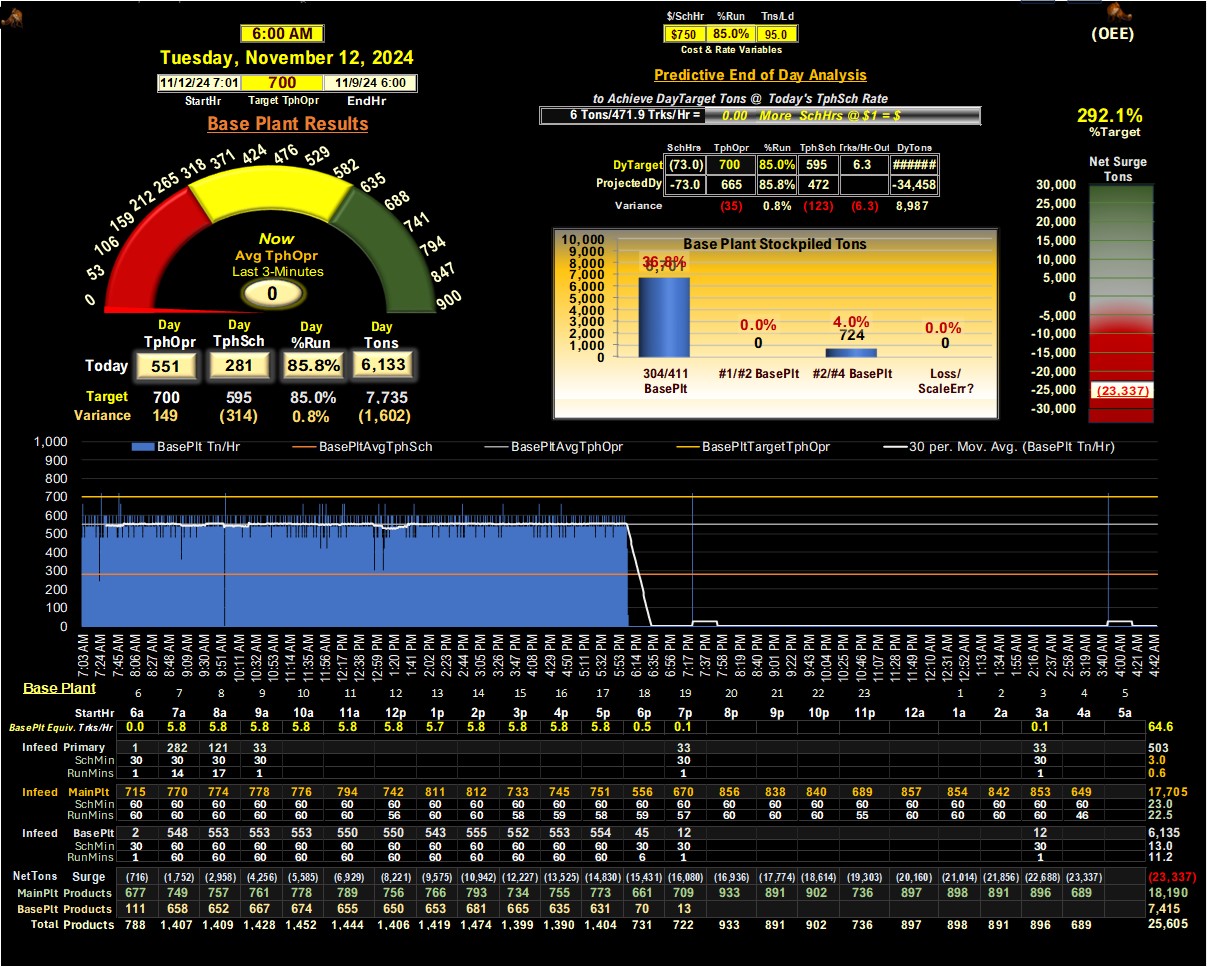 $/SchHr %Run Tns/Ld
6:00 AM
$750 85.0% 95.0
(OEE)
Cost & Rate Variables
Tuesday, November 12, 2024
Predictive End of Day Analysis
11/12/24 7:01 700 11/9/24 6:00
StartHr Target TphOpr EndHr
to Achieve DayTarget Tons @ Today's TphSch Rate
6 Tons/471.9 Trks/Hr = 0.00 More SchHrs @ $1 = $
Base Plant Results
292.1%
%Target
SchHrs TphOpr %Run TphSch Trks/Hr-Out DyTons
DyTarget (73.0) 700 85.0% 595 6.3 ######
ProjectedDy -73.0 665 85.8% 472 -34,458
Variance (35) 0.8% (123) (6.3) 8,987
Net Surge
Tons
30,000
25,000
20,000
15,000
10,000
5,000
0
-5,000
-10,000
-15,000
-20,000
-25,000
-30,000
(23,337)
0 53 106 159 212 265 318 371 424 476 529 582 635 688 741 794 847 900
Now
Avg TphOpr
Last 3-Minutes
0
Base Plant Stockpiled Tons
10,000
9,000
8,000
7,000
6,000
5,000
4,000
3,000
2,000
1,000
0
36.8% 0.0% 4.0% 0.0%
6,701 0 724 0
304/411 #1/#2 BasePlt #2/#4 BasePlt Loss/
BasePlt ScaleErr?
Day Day Day Day
TphOpr TphSch %Run Tons
Today 551 281 85.8% 6,133
Target 700 595 85.0% 7,735
Variance 149 (314) 0.8% (1,602)
BasePlt Tn/Hr BasePltAvgTphSch BasePltAvgTphOpr BasePltTargetTphOpr 30 per. Mov. Avg. (BasePlt Tn/Hr)
1,000
900
800
700
600
500
400
300
200
100
0
7:03 AM 7:24 AM 7:45 AM 8:06 AM 8:27 AM 8:48 AM 9:09 AM 9:30 AM 9:51 AM 10:11 AM 10:32 AM 10:53 AM 11:14 AM 11:35 AM 11:56 AM 12:17 PM 12:38 PM 12:59 PM 1:20 PM 1:41 PM 2:02 PM 2:23 PM 2:44 PM 3:05 PM 3:26 PM 3:47 PM 4:08 PM 4:29 PM 4:50 PM 5:11 PM 5:32 PM 5:53 PM 6:14 PM 6:35 PM 7:17 PM 7:37 PM 7:58 PM 8:19 PM 8:40 PM 9:01 PM 9:22 PM 9:43 PM 10:04 PM 10:25 PM 10:46 PM 11:07 PM 11:28 PM 11:49 PM 12:10 AM 12:31 AM 12:52 AM 1:13 AM 1:34 AM 1:55 AM 2:16 AM 2:37 AM 2:58 AM 3:19 AM 3:40 AM 4:00 AM 4:21 AM 4:42 AM
Base Plant 6 7 8 9 10 11 12 13 14 15 16 17 18 19 20 21 22 23 1 2 3 4 5
StartHr 6a 7a 8a 9a 10a 11a 12p 1p 2p 3p 4p 5p 6p 7p 8p 9p 10p 11p 12a 1a 2a 3a 4a 5a
BasePlt Equiv. Trks/Hr 0.0 5.8 5.8 5.8 5.8 5.8 5.8 5.7 5.8 5.8 5.8 5.8 0.5 0.1 0.1 64.6
Infeed Primary 1 282 121 33 33 33 503
SchMin 30 30 30 30 30 30 3.0
RunMins 1 14 17 1 1 1 0.6
Infeed MainPlt 715 770 774 778 776 794 742 811 812 733 745 751 556 670 856 838 840 689 857 854 842 853 649 17,705
SchMin 60 60 60 60 60 60 60 60 60 60 60 60 60 60 60 60 60 60 60 60 60 60 60 23.0
RunMins 60 60 60 60 60 60 56 60 60 58 59 58 59 57 60 60 60 55 60 60 60 60 46 22.5
Infeed BasePlt 2 548 553 553 553 550 550 543 555 552 553 554 45 12 12 6,135
SchMin 30 60 60 60 60 60 60 60 60 60 60 60 30 30 30 13.0
RunMins 1 60 60 60 60 60 60 60 60 60 60 60 6 1 1 11.2
NetTons Surge (716) (1,752) (2,958) (4,256) (5,585) (6,929) (8,221) (9,575) (10,942) (12,227) (13,525) (14,830) (15,431) (16,080) (16,936) (17,774) (18,614) (19,303) (20,160) (21,014) (21,856) (22,688) (23,337) (23,337)
MainPlt Products 677 749 757 761 778 789 756 766 793 734 755 773 661 709 933 891 902 736 897 898 891 896 689 18,190
BasePlt Products 111 658 652 667 674 655 650 653 681 665 635 631 70 13 7,415
Total Products 788 1,407 1,409 1,428 1,452 1,444 1,406 1,419 1,474 1,399 1,390 1,404 731 722 933 891 902 736 897 898 891 896 689 25,605